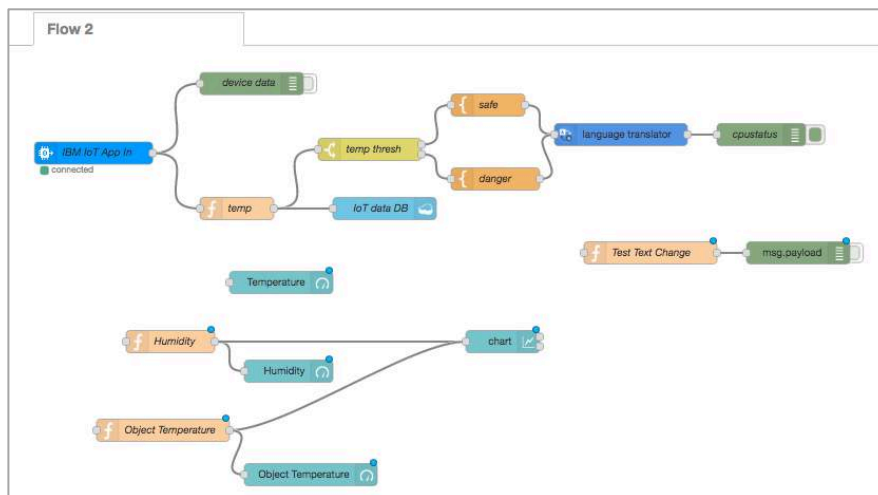 Flow 2
device data
safe
IBM IoT App In
connected
temp thresh
language translator
cpustatus
danger
temp
IoT data DB
Test Text Change
msg.payload
Temperature
Humidity
chart
Humidity
Object Temperature
Object Temperature